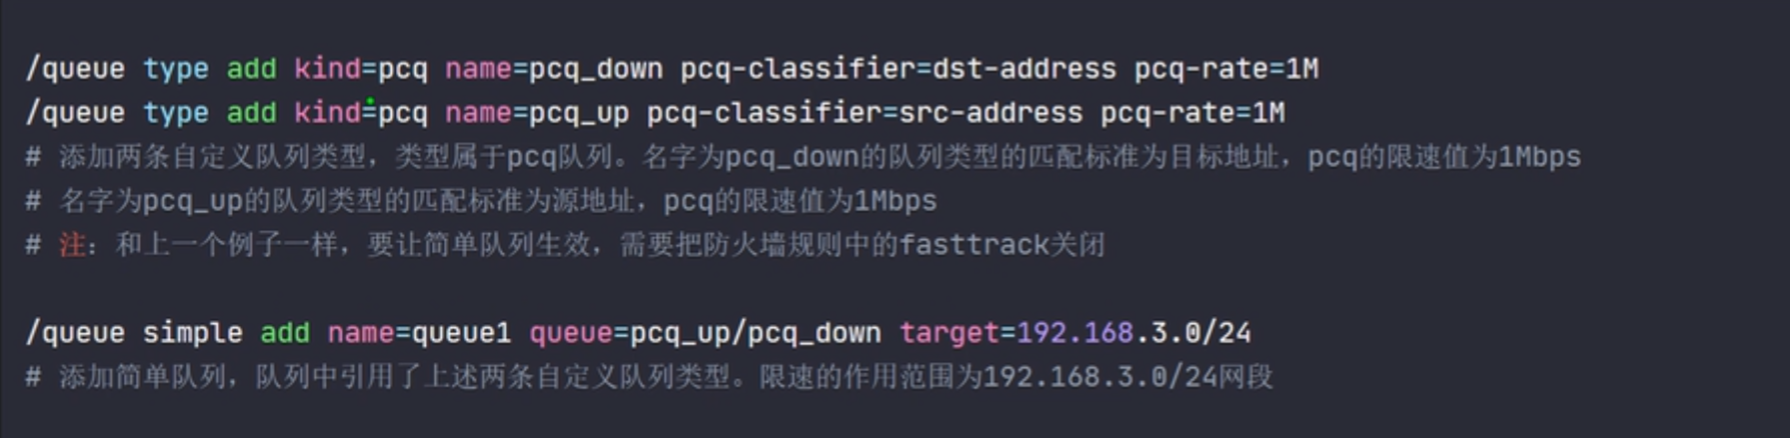 /queue type add kind=pcq name=pcq_down pcq-classifier=dst-address pcq-rate=1M
/queue type add kind=pcq name=pcq_up pcq-classifier=src-address pcq-rate=1M
# 添加两条自定义队列类型，类型属于pcq队列。名字为pcq_down的队列类型的匹配标准为目标地址，pcq的限速值为1Mbps
# 名字为pcq_up的队列类型的匹配标准为源地址，pcq的限速值为1Mbps
# 注：和上一个例子一样，要让简单队列生效，需要把防火墙规则中的fasttrack关闭
/queue simple add name=queue1 queue=pcq_up/pcq_down target=192.168.3.0/24
# 添加简单队列，队列中引用了上述两条自定义队列类型。限速的作用范围为192.168.3.0/24网段